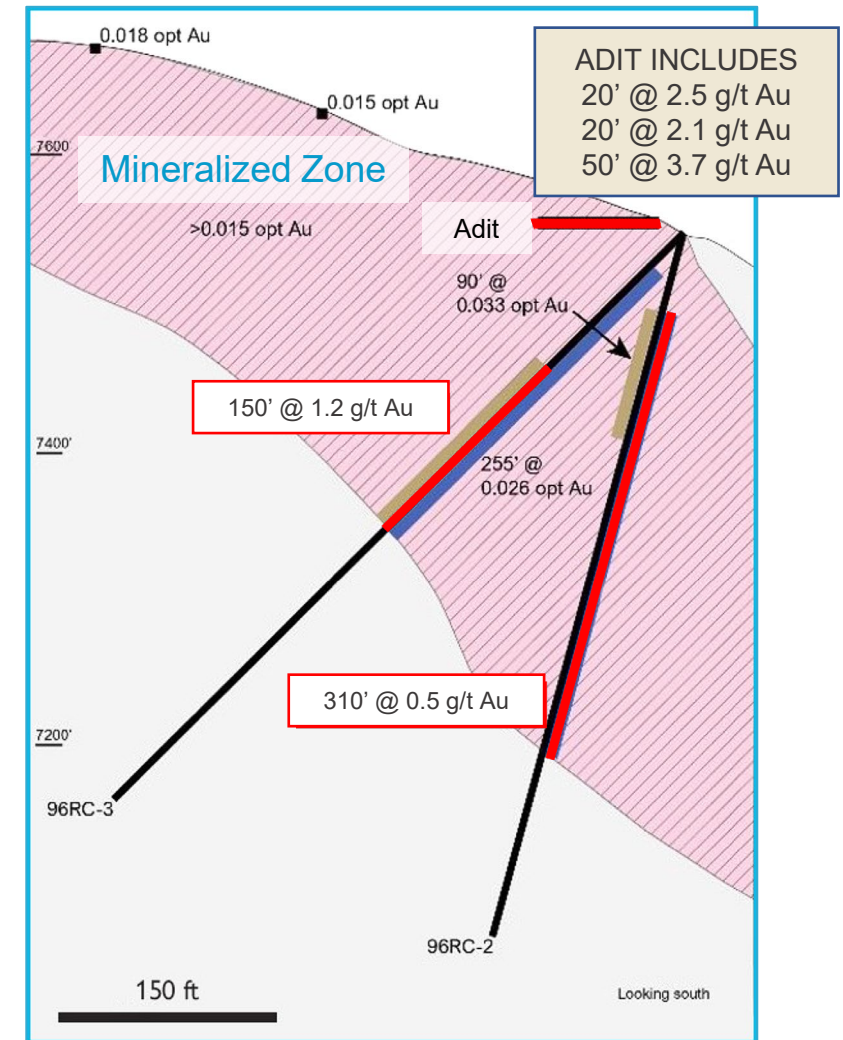 0.018 opt Au
ADIT INCLUDES
20’ @ 2.5 g/t Au
20’ @ 2.1 g/t Au
50’ @ 3.7 g/t Au
0.015 opt Au
7600'
Mineralized Zone
>0.015 opt Au
Adit
90' @
0.033 opt Au
150’ @ 1.2 g/t Au
7400'
255' @
0.026 opt Au
310’ @ 0.5 g/t Au
7200'
96RC-3
96RC-2
150 ft
Looking south